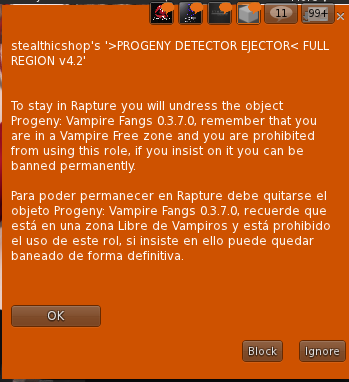 11
99+
stealthicshop's '>PROGENY DETECTOR EJECTOR< FULL
REGION v4.2'
To stay in Rapture you will undress the object
Progeny: Vampire Fangs 0.3.7.0, remember that you
are in a Vampire Free zone and you are prohibited
from using this role, if you insist on it you can be
banned permanently.
Para poder permanecer en Rapture debe quitarse el
objeto Progeny: Vampire Fangs 0.3.7.0, recuerde que
está en una zona Libre de Vampiros y está prohibido
el uso de este rol, si insiste en ello puede quedar
baneado de forma definitiva.
OK
Block
Ignore